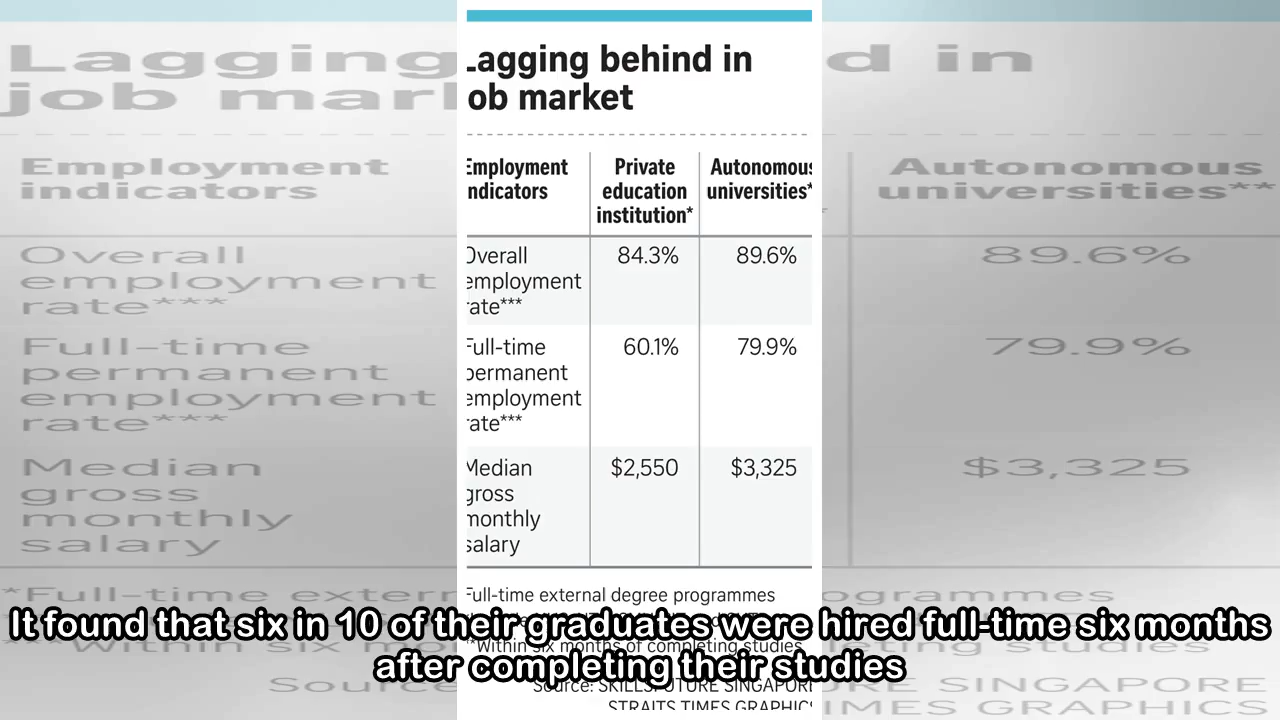 Lagging behind in
job market
Employment
indicators
Private
education
institution*
Autonomous
universities**
Overall
employment
rate***
84.3%
89.6%
Full-time
permanent
employment
rate***
60.1%
79.9%
Median
gross
monthly
salary
$2,550
$3,325
*Full-time external degree programmes
***Within six months of completing studies
Source: SKILLSFUTURE SINGAPORE
STRAITS TIMES GRAPHICS
It found that six in 10 of their graduates were hired full-time six months
after completing their studies